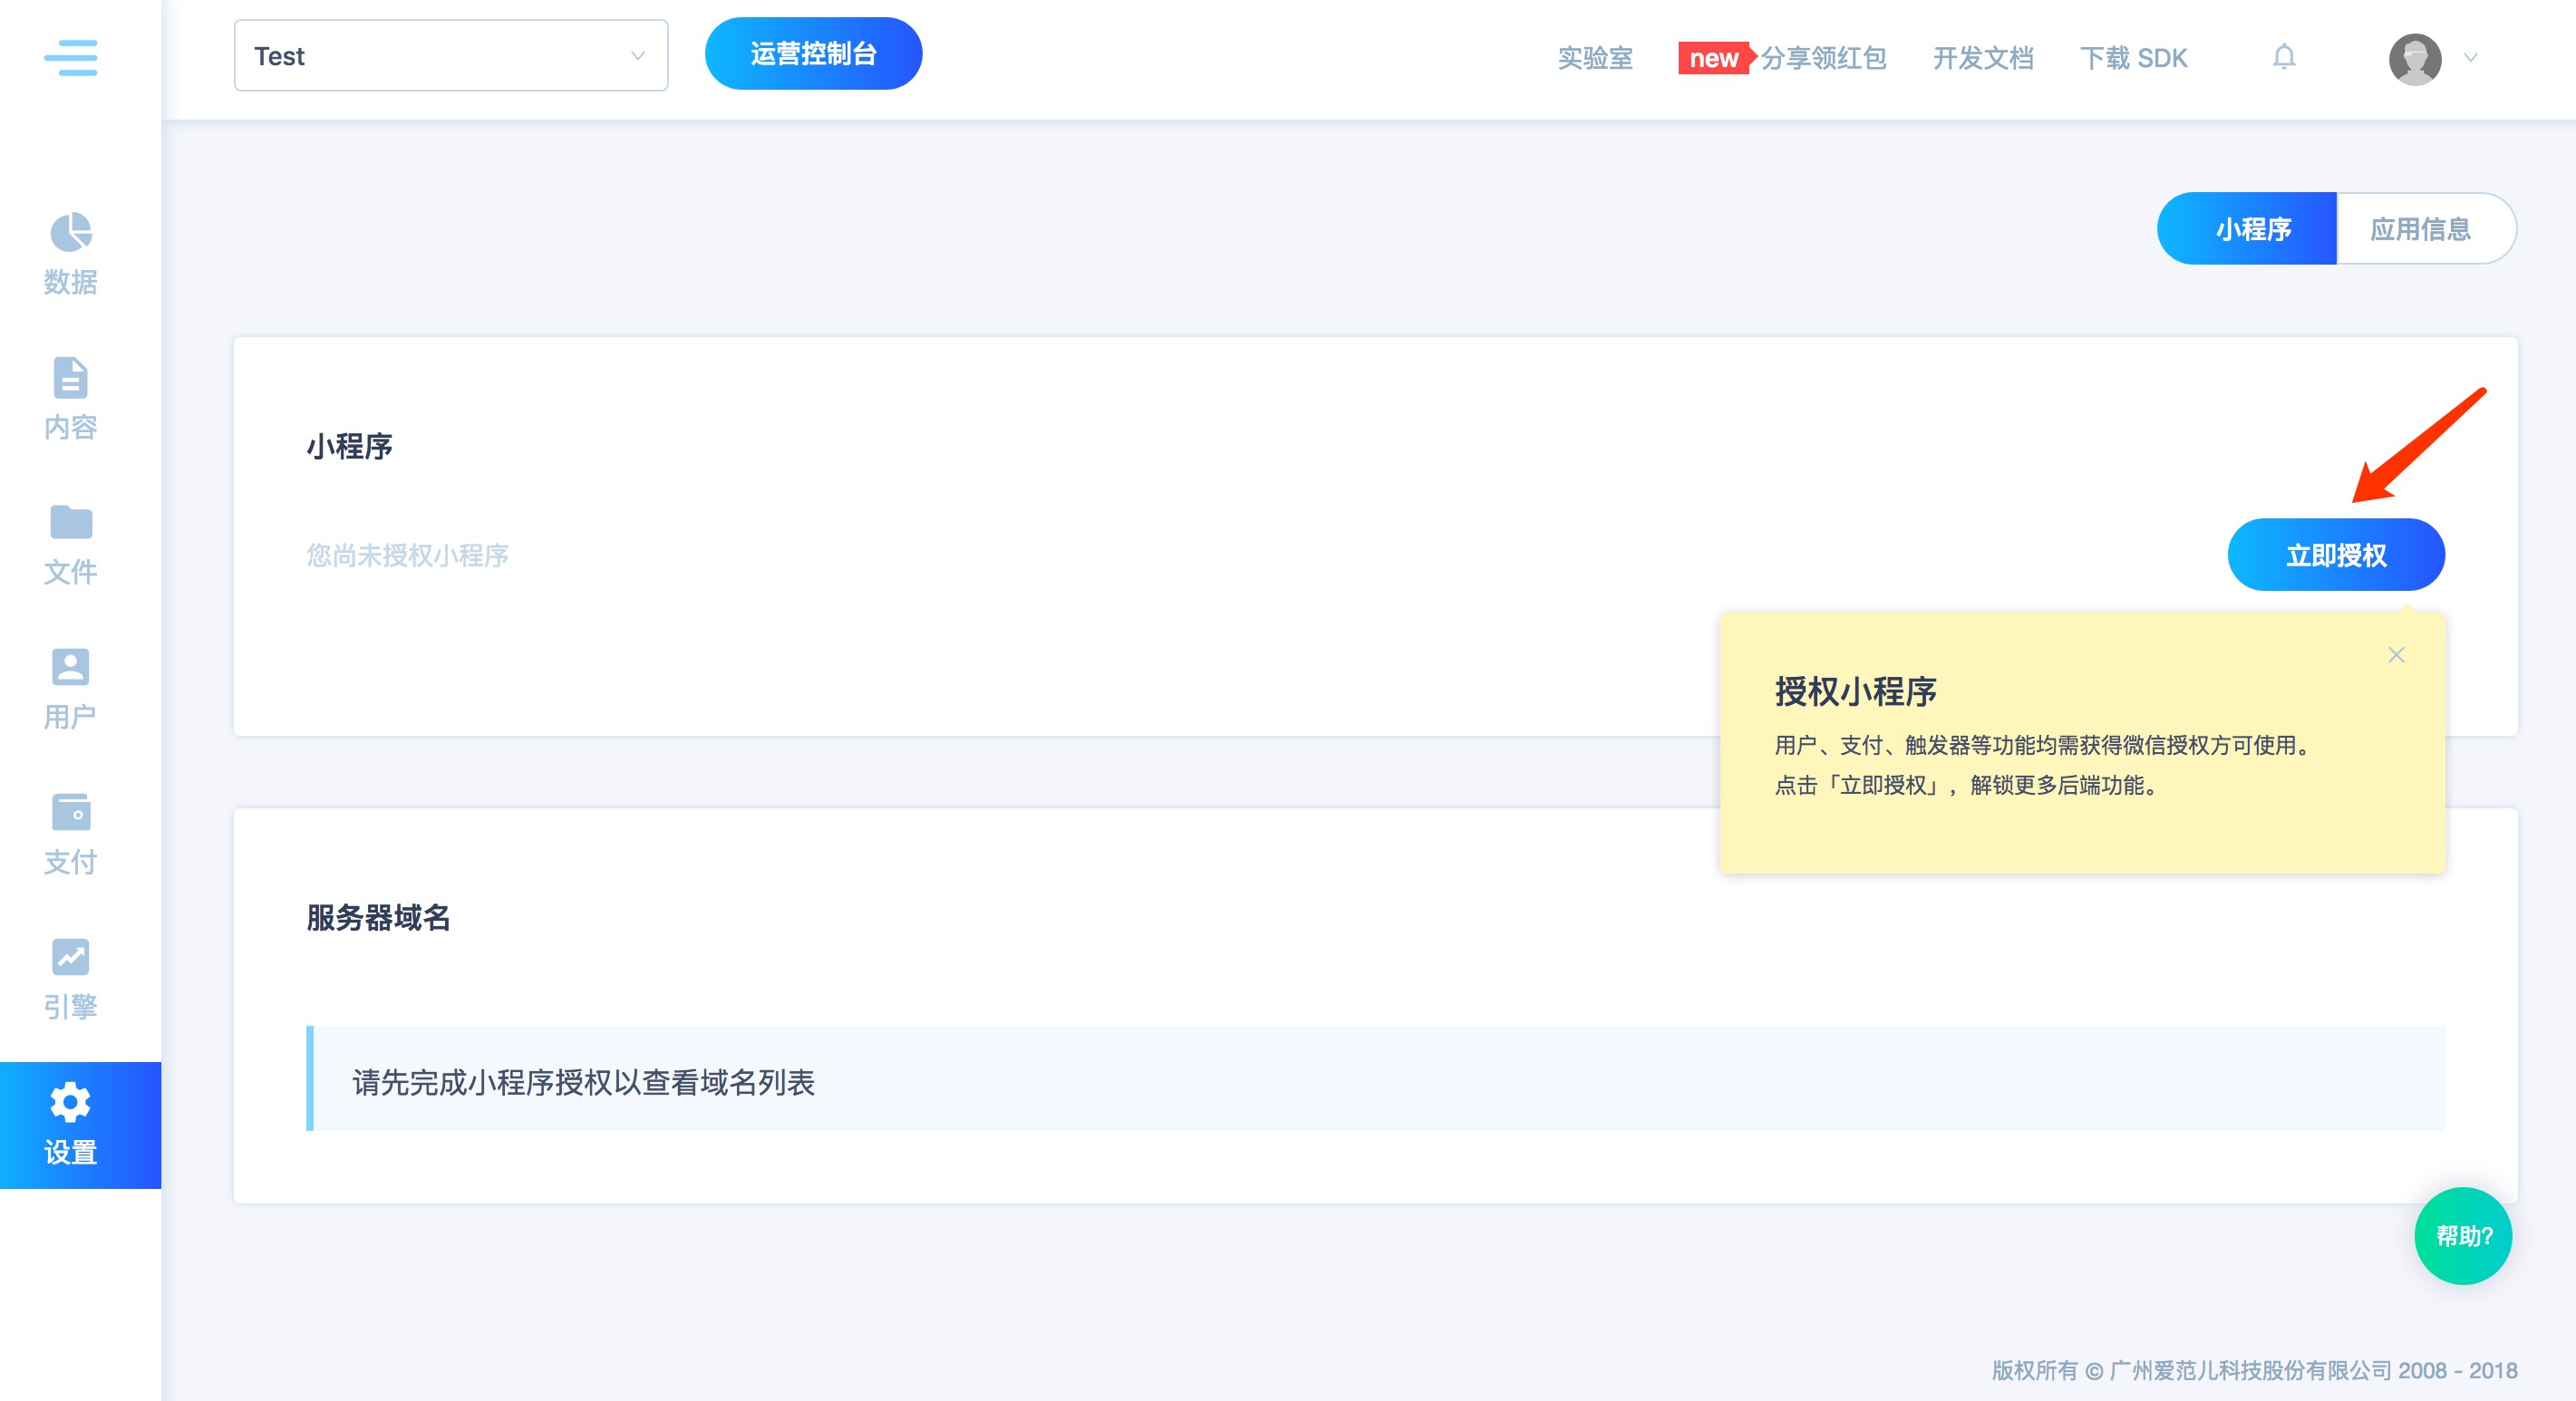 Test
运营控制台
实验室
new
分享领红包
开发文档
下载 SDK
数据
内容
文件
用户
支付
引擎
设置
小程序
应用信息
小程序
您尚未授权小程序
立即授权
授权小程序
用户、支付、触发器等功能均需获得微信授权方可使用。
点击「立即授权」，解锁更多后端功能。
服务器域名
请先完成小程序授权以查看域名列表
帮助?
版权所有 © 广州爱范儿科技股份有限公司 2008 - 2018